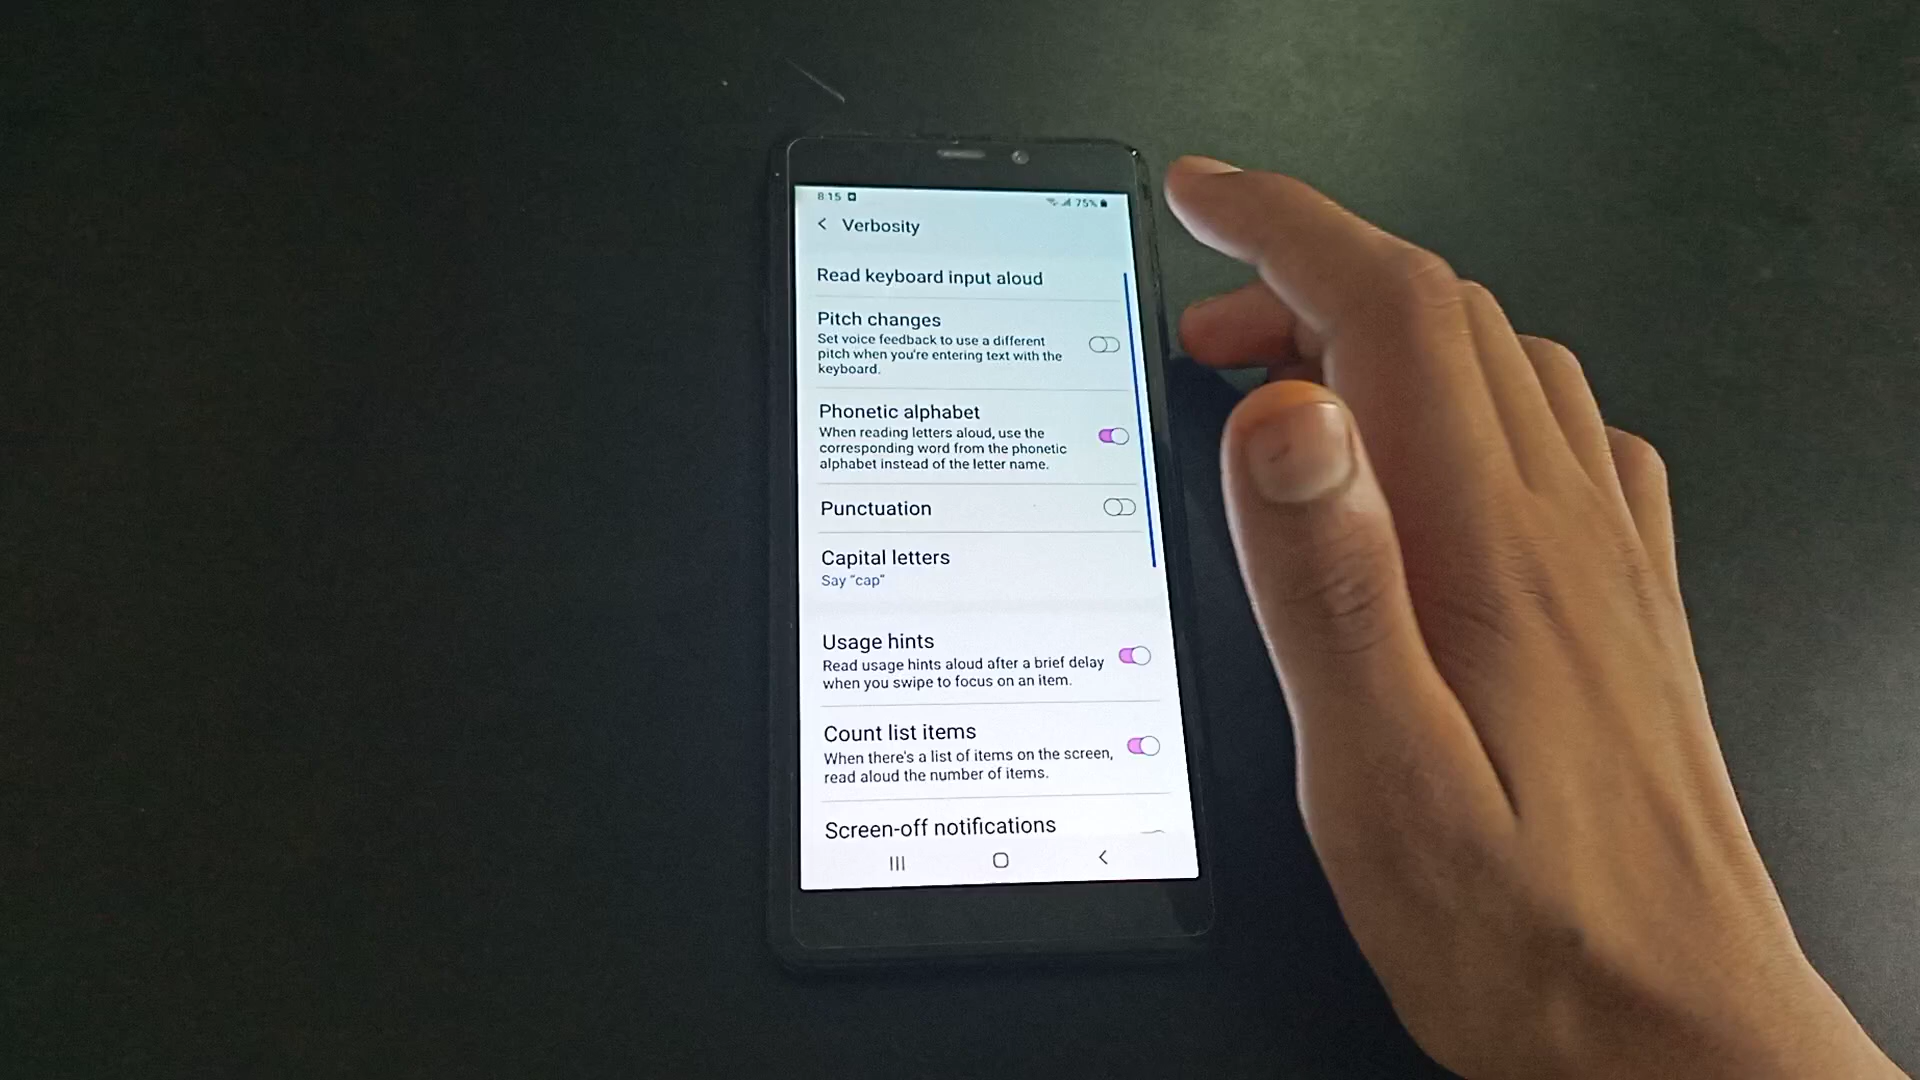 8:15
75%
Verbosity
Read keyboard input aloud
Pitch changes
Set voice feedback to use a different
pitch when you're entering text with the
keyboard.
Phonetic alphabet
When reading letters aloud, use the
corresponding word from the phonetic
alphabet instead of the letter name.
Punctuation
Capital letters
Say "cap"
Usage hints
Read usage hints aloud after a brief delay
when you swipe to focus on an item.
Count list items
When there's a list of items on the screen,
read aloud the number of items.
Screen-off notifications